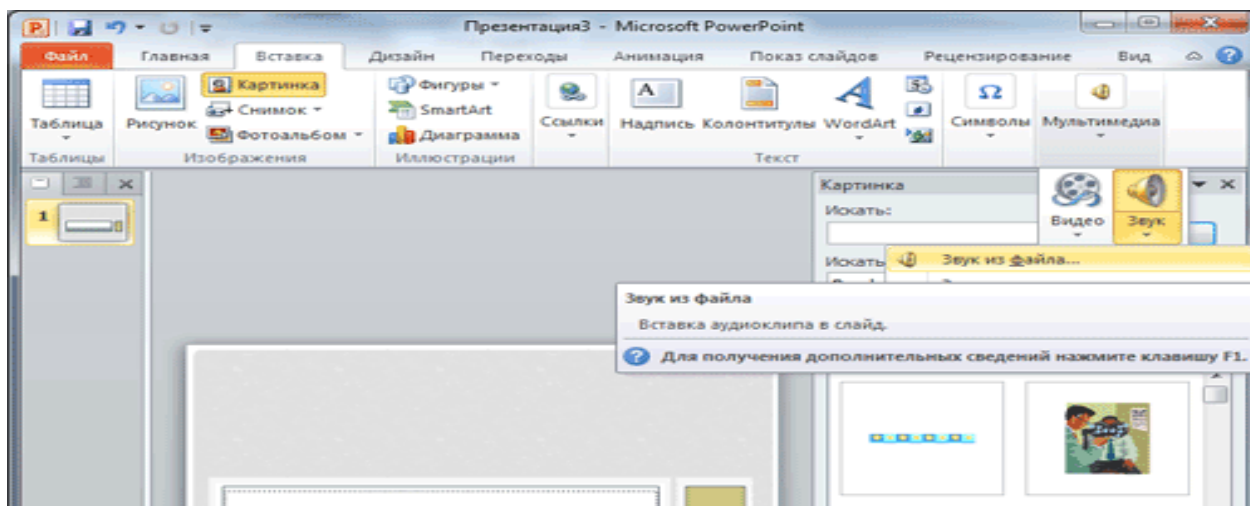 Презентация3 - Microsoft PowerPoint
Файл Главная Вставка Дизайн Переходы Анимация Показ слайдов Рецензирование Вид
Таблица
Рисунок
Картинка
Снимок
Фотоальбом
Фигуры
SmartArt
Диаграмма
Ссылки
Надпись Колонтитулы WordArt
Символы
Мультимедиа
Таблицы Изображения Иллюстрации Текст
1
Картинка
Искать:
Видео Звук
Искать
Звук из файла...
Звук из файла
Вставка аудиоклипа в слайд.
Для получения дополнительных сведений нажмите клавишу F1.